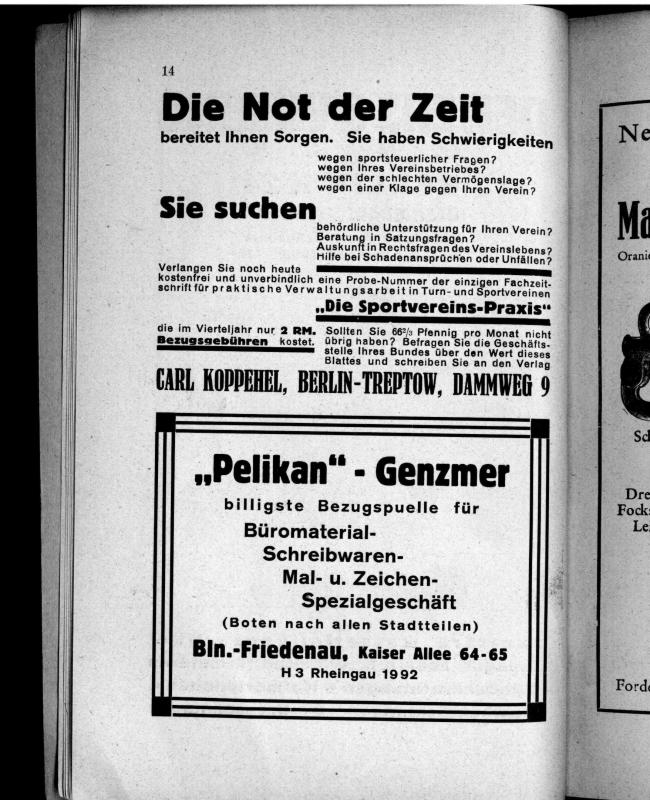 14
Die Not der Zeit
bereitet Ihnen Sorgen. Sie haben Schwierigkeiten
wegen sportsteuerlicher Fragen?
wegen Ihres Vereinsbetriebes?
wegen der schlechten Vermögenslage?
wegen einer Klage gegen Ihren Verein?
Sie suchen
behördliche Unterstützung für Ihren Verein?
Beratung in Satzungsfragen?
Auskunft in Rechtsfragen des Vereinslebens?
Hilfe bei Schadenansprüchen oder Unfällen?
Verlangen Sie noch heute
kostenfrei und unverbindlich eine Probe-Nummer der einzigen Fachzeit-
schrift für praktische Verwaltungsarbeit in Turn- und Sportvereinen
„Die Sportvereins-Praxis“
die im Vierteljahr nur 2 RM.
Bezugsgebühren kostet.
Sollten Sie 66²/₃ Pfennig pro Monat nicht
übrig haben? Befragen Sie die Geschäfts-
stelle Ihres Bundes über den Wert dieses
Blattes und schreiben Sie an den Verlag
CARL KOPPEHEL, BERLIN-TREPTOW, DAMMWEG 9
„Pelikan“ - Genzmer
billigste Bezugspuelle für
Büromaterial-
Schreibwaren-
Mal- u. Zeichen-
Spezialgeschäft
(Boten nach allen Stadtteilen)
Bln.-Friedenau, Kaiser Allee 64-65
H 3 Rheingau 1992
Ne
Ma
Oranie
Sc
Dre
Focks
Le
Forde